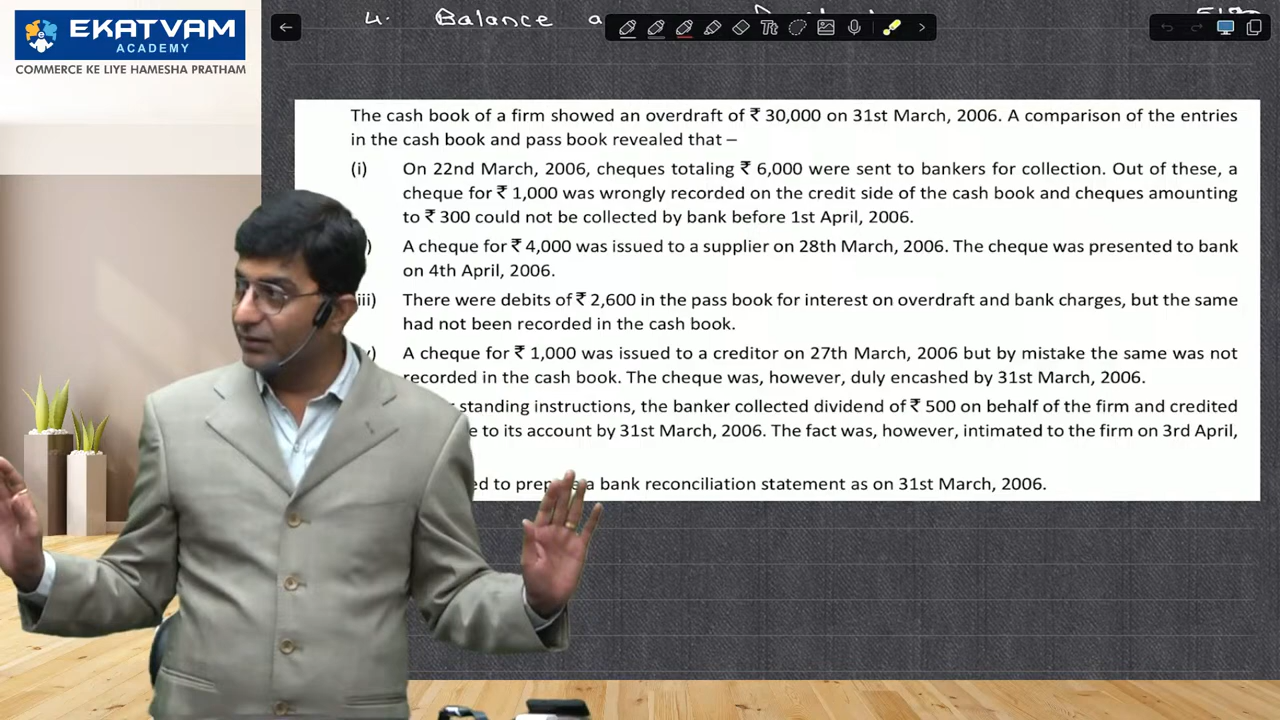 EKATVAM
ACADEMY
COMMERCE KE LIYE HAMESHA PRATHAM
4. Balance a
The cash book of a firm showed an overdraft of ₹ 30,000 on 31st March, 2006. A comparison of the entries
in the cash book and pass book revealed that –
(i) On 22nd March, 2006, cheques totaling ₹ 6,000 were sent to bankers for collection. Out of these, a
cheque for ₹ 1,000 was wrongly recorded on the credit side of the cash book and cheques amounting
to ₹ 300 could not be collected by bank before 1st April, 2006.
) A cheque for ₹ 4,000 was issued to a supplier on 28th March, 2006. The cheque was presented to bank
on 4th April, 2006.
iii) There were debits of ₹ 2,600 in the pass book for interest on overdraft and bank charges, but the same
had not been recorded in the cash book.
) A cheque for ₹ 1,000 was issued to a creditor on 27th March, 2006 but by mistake the same was not
recorded in the cash book. The cheque was, however, duly encashed by 31st March, 2006.
standing instructions, the banker collected dividend of ₹ 500 on behalf of the firm and credited
to its account by 31st March, 2006. The fact was, however, intimated to the firm on 3rd April,
to prepare a bank reconciliation statement as on 31st March, 2006.